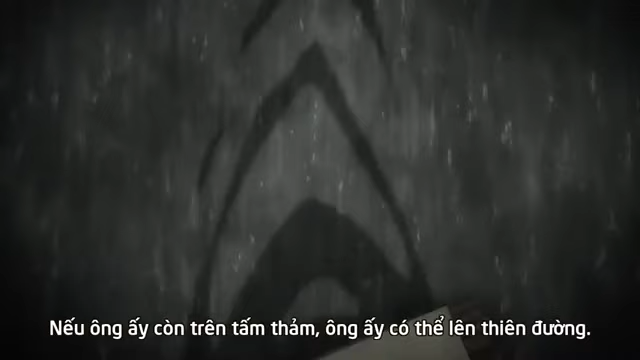 Nếu ông ấy còn trên tấm thảm, ông ấy có thể lên thiên đường.